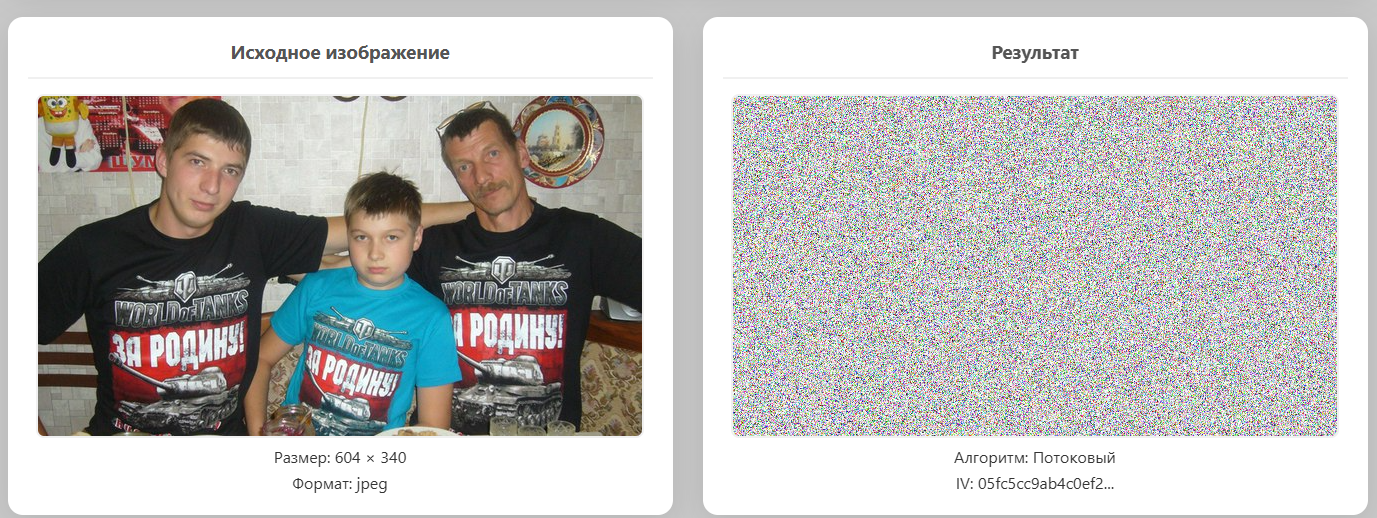 Исходное изображение
Результат
ШУМ
WORLD OF TANKS
ЗА РОДИНУ!
WORLD OF TANKS
ЗА РОДИНУ!
WORLD OF TANKS
ЗА РОДИНУ!
Размер: 604 × 340
Формат: jpeg
Алгоритм: Потоковый
IV: 05fc5cc9ab4c0ef2...